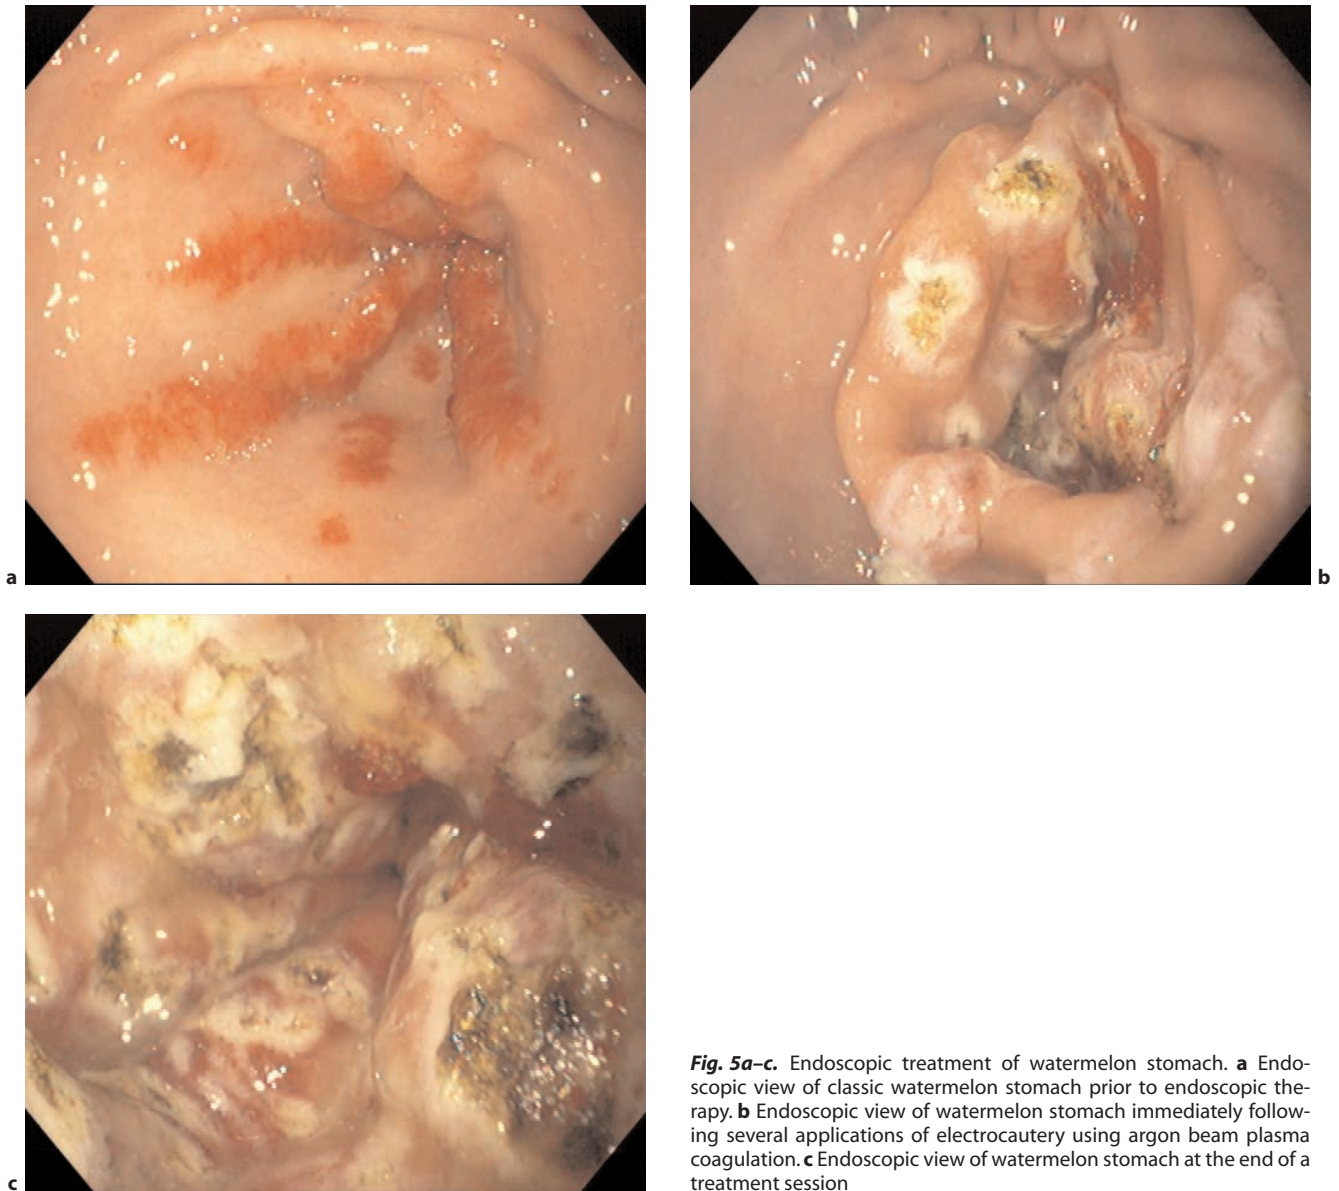 a
b
c
Fig. 5a–c. Endoscopic treatment of watermelon stomach. a Endo-
scopic view of classic watermelon stomach prior to endoscopic the-
rapy. b Endoscopic view of watermelon stomach immediately follow-
ing several applications of electrocautery using argon beam plasma
coagulation. c Endoscopic view of watermelon stomach at the end of a
treatment session